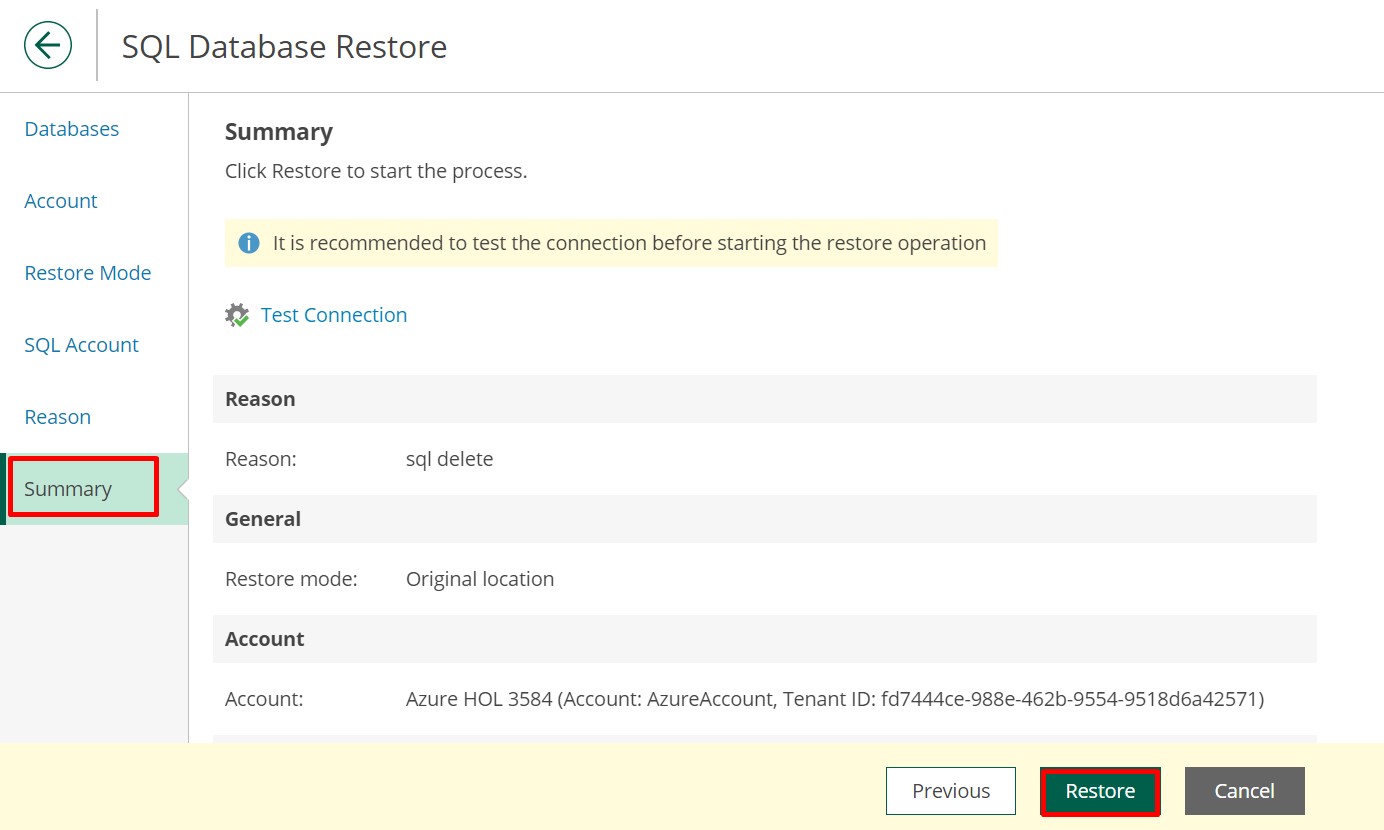 SQL Database Restore
Databases
Account
Restore Mode
SQL Account
Reason
Summary
Summary
Click Restore to start the process.
It is recommended to test the connection before starting the restore operation
Test Connection
Reason
Reason: sql delete
General
Restore mode: Original location
Account
Account: Azure HOL 3584 (Account: AzureAccount, Tenant ID: fd7444ce-988e-462b-9554-9518d6a42571)
Previous Restore Cancel